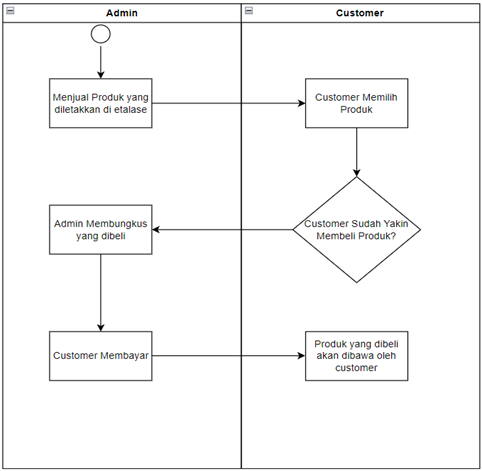 Admin
Customer
Menjual Produk yang
diletakkan di etalase
Customer Memilih
Produk
Customer Sudah Yakin
Membeli Produk?
Admin Membungkus
yang dibeli
Customer Membayar
Produk yang dibeli
akan dibawa oleh
customer